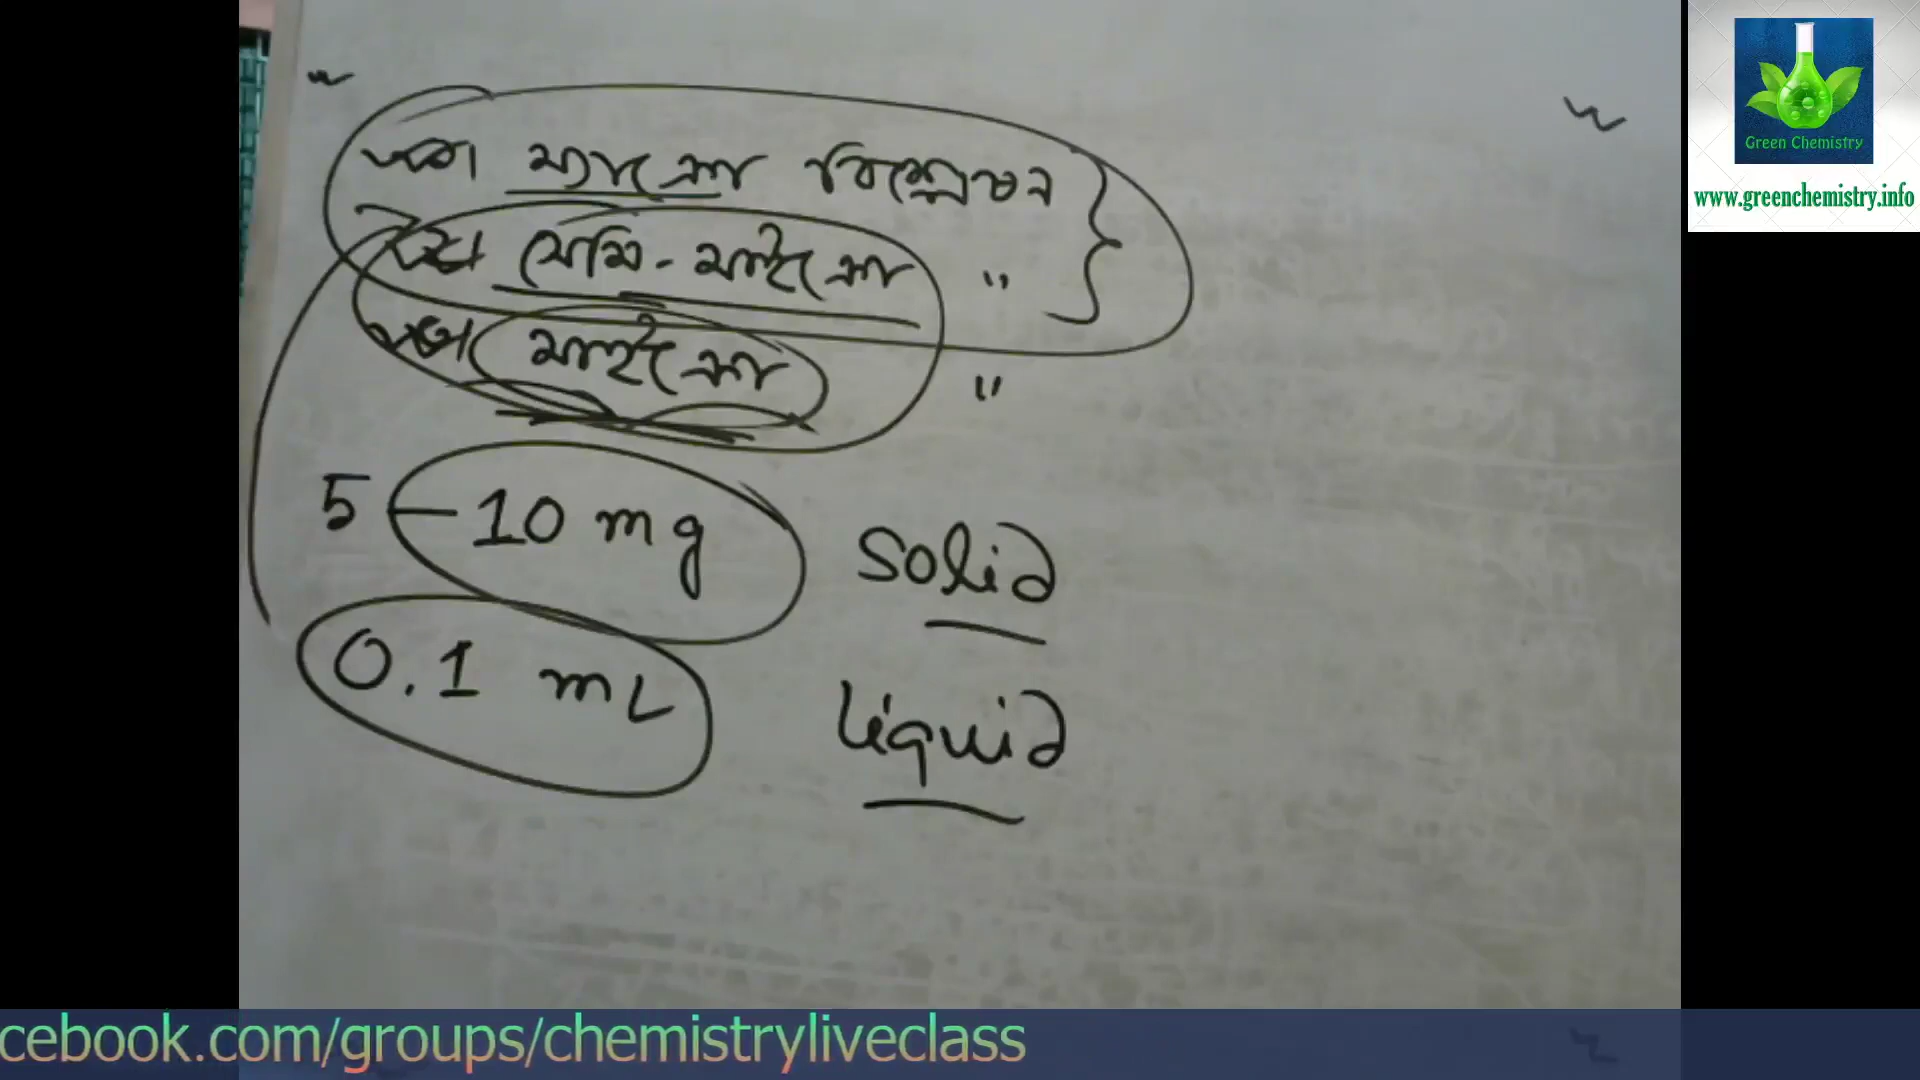 ম্যাক্রো বিশ্লেষন
সেমি-মাইক্রো "
মাইক্রো "
5-10 mg solid
0.1 mL liquid
Green Chemistry
www.greenchemistry.info
cebook.com/groups/chemistryliveclass